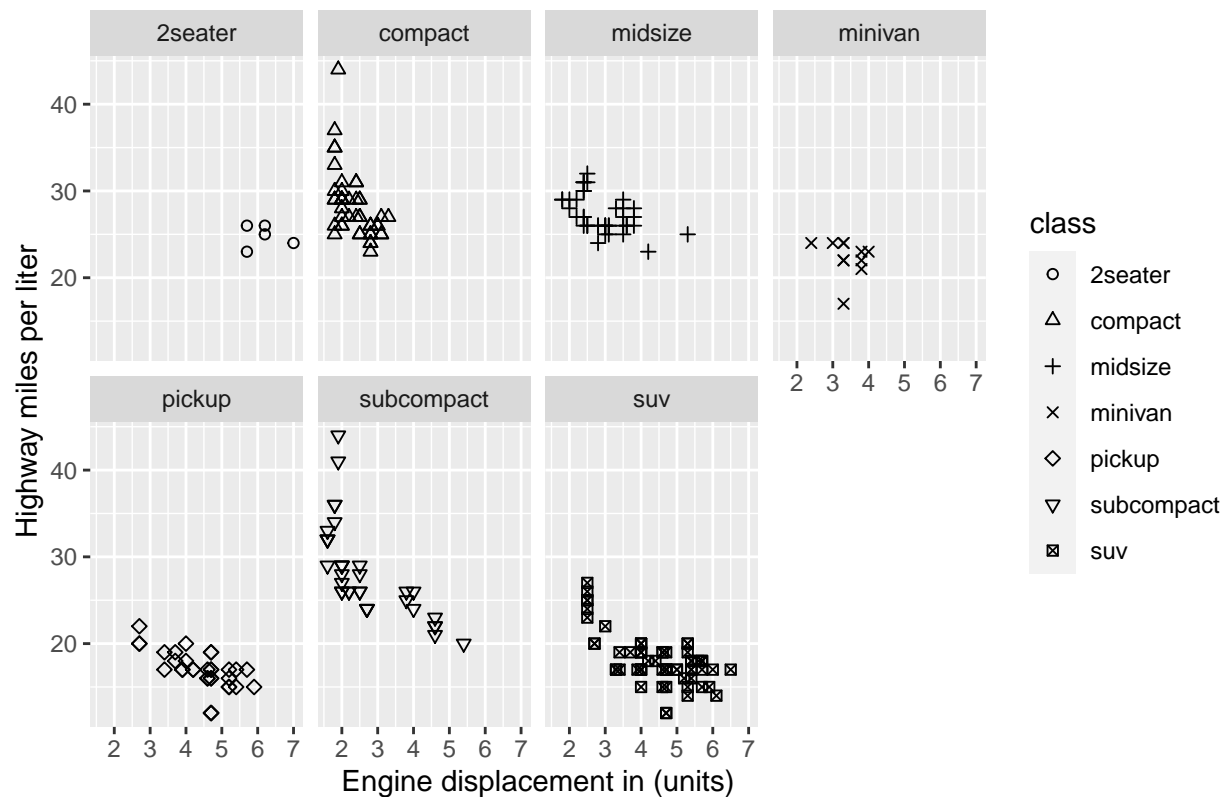 2seater compact midsize minivan
40
30
20
2 3 4 5 6 7
pickup subcompact suv
40
30
20
2 3 4 5 6 7 2 3 4 5 6 7 2 3 4 5 6 7
Engine displacement in (units)
Highway miles per liter
class
2seater
compact
midsize
minivan
pickup
subcompact
suv